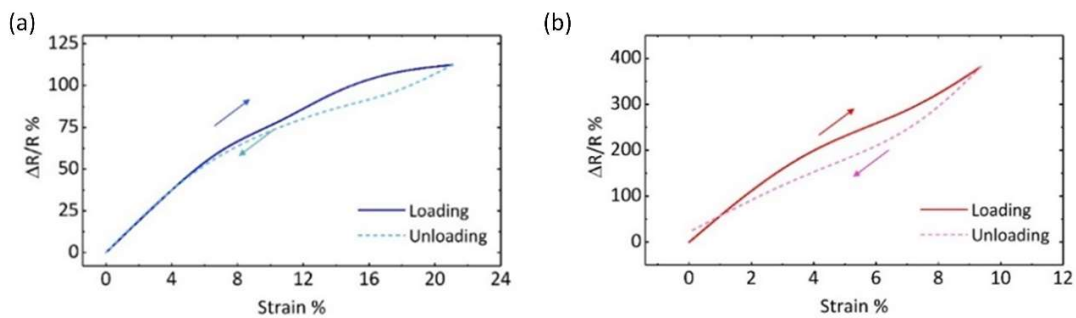 (a)
125
100
75
50
25
0
ΔR/R %
0 4 8 12 16 20 24
Strain %
Loading
Unloading
(b)
400
300
200
100
0
ΔR/R %
0 2 4 6 8 10 12
Strain %
Loading
Unloading